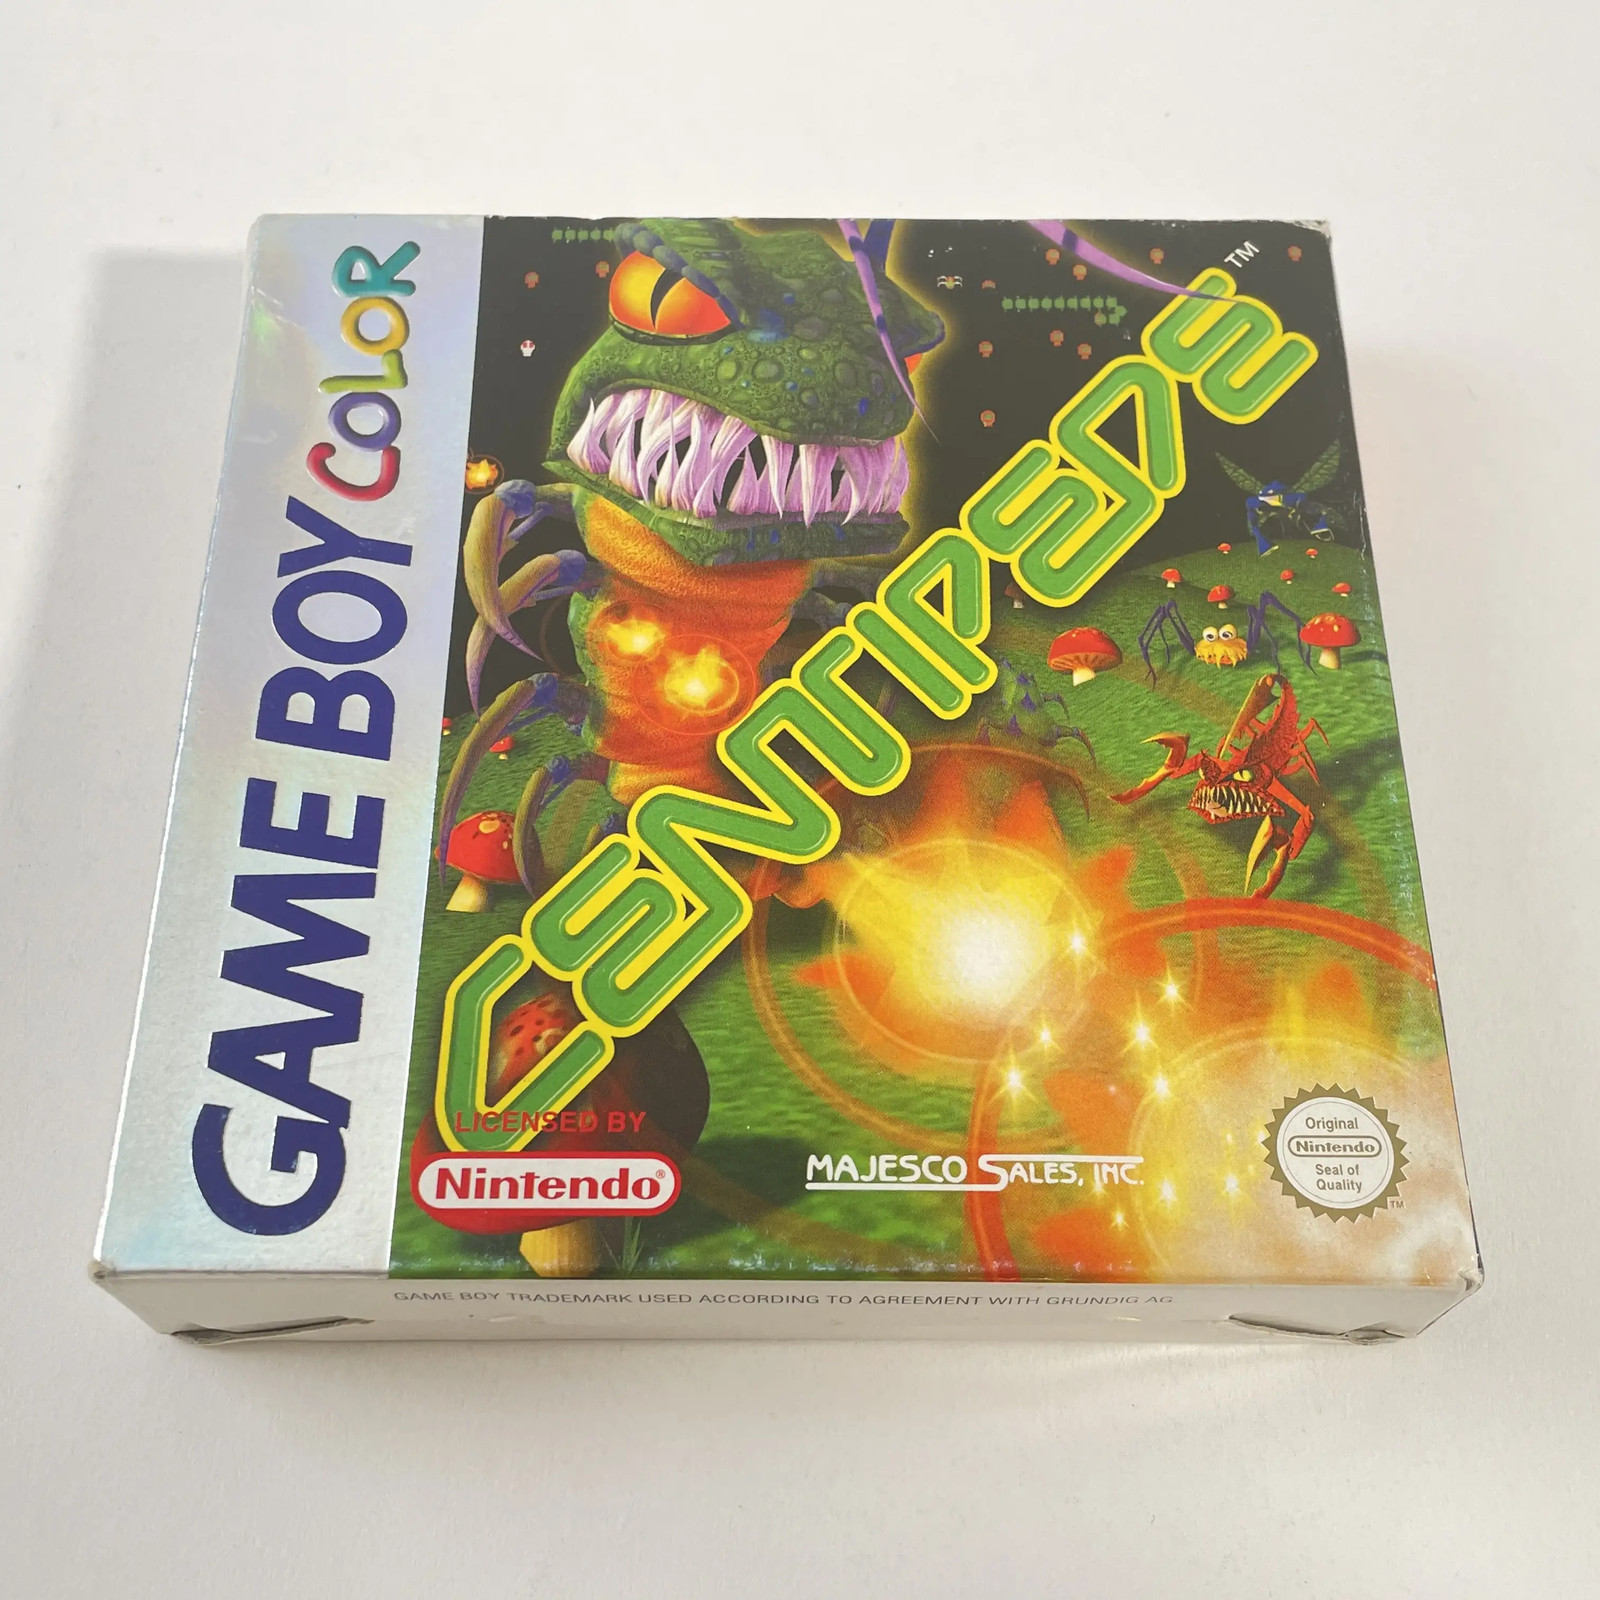 GAME BOY COLOR
CENTIPEDE™
LICENSED BY
Nintendo®
MAJESCO SALES, INC.
Original
Nintendo
Seal of
Quality
TM
GAME BOY TRADEMARK USED ACCORDING TO AGREEMENT WITH GRUNDIG AG